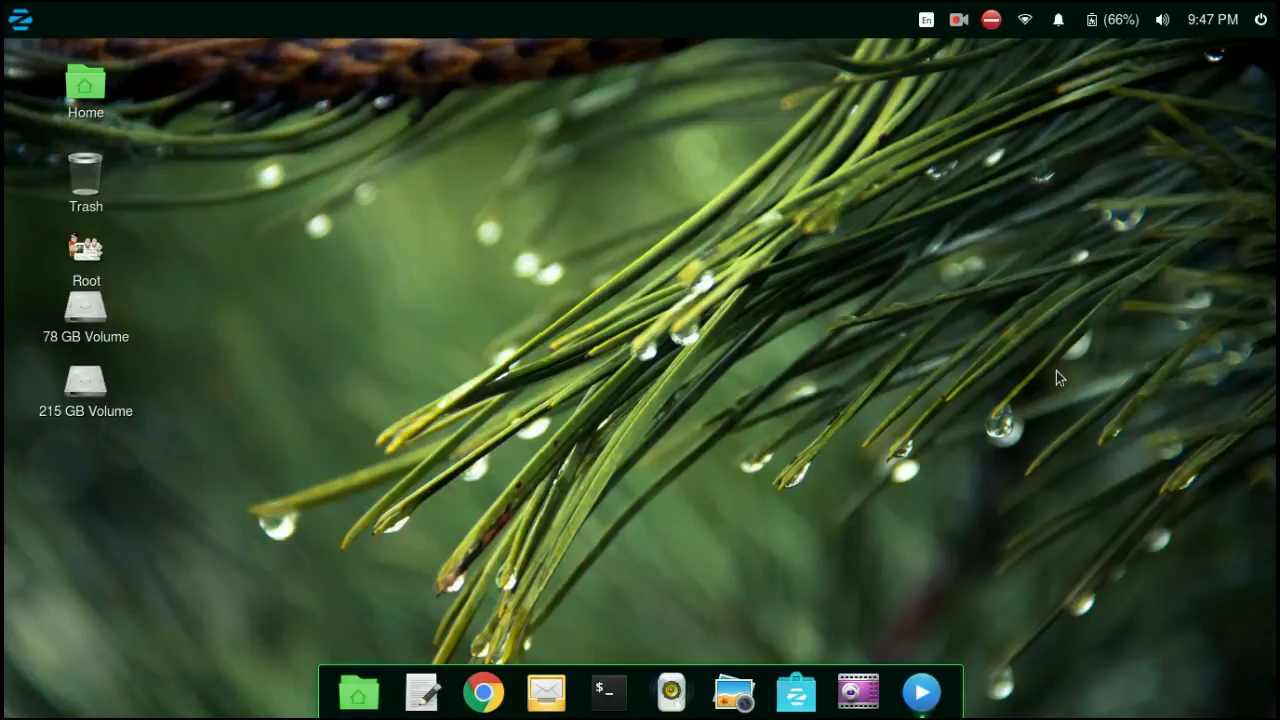 En
(66%)
9:47 PM
Home
Trash
Root
78 GB Volume
215 GB Volume
$_